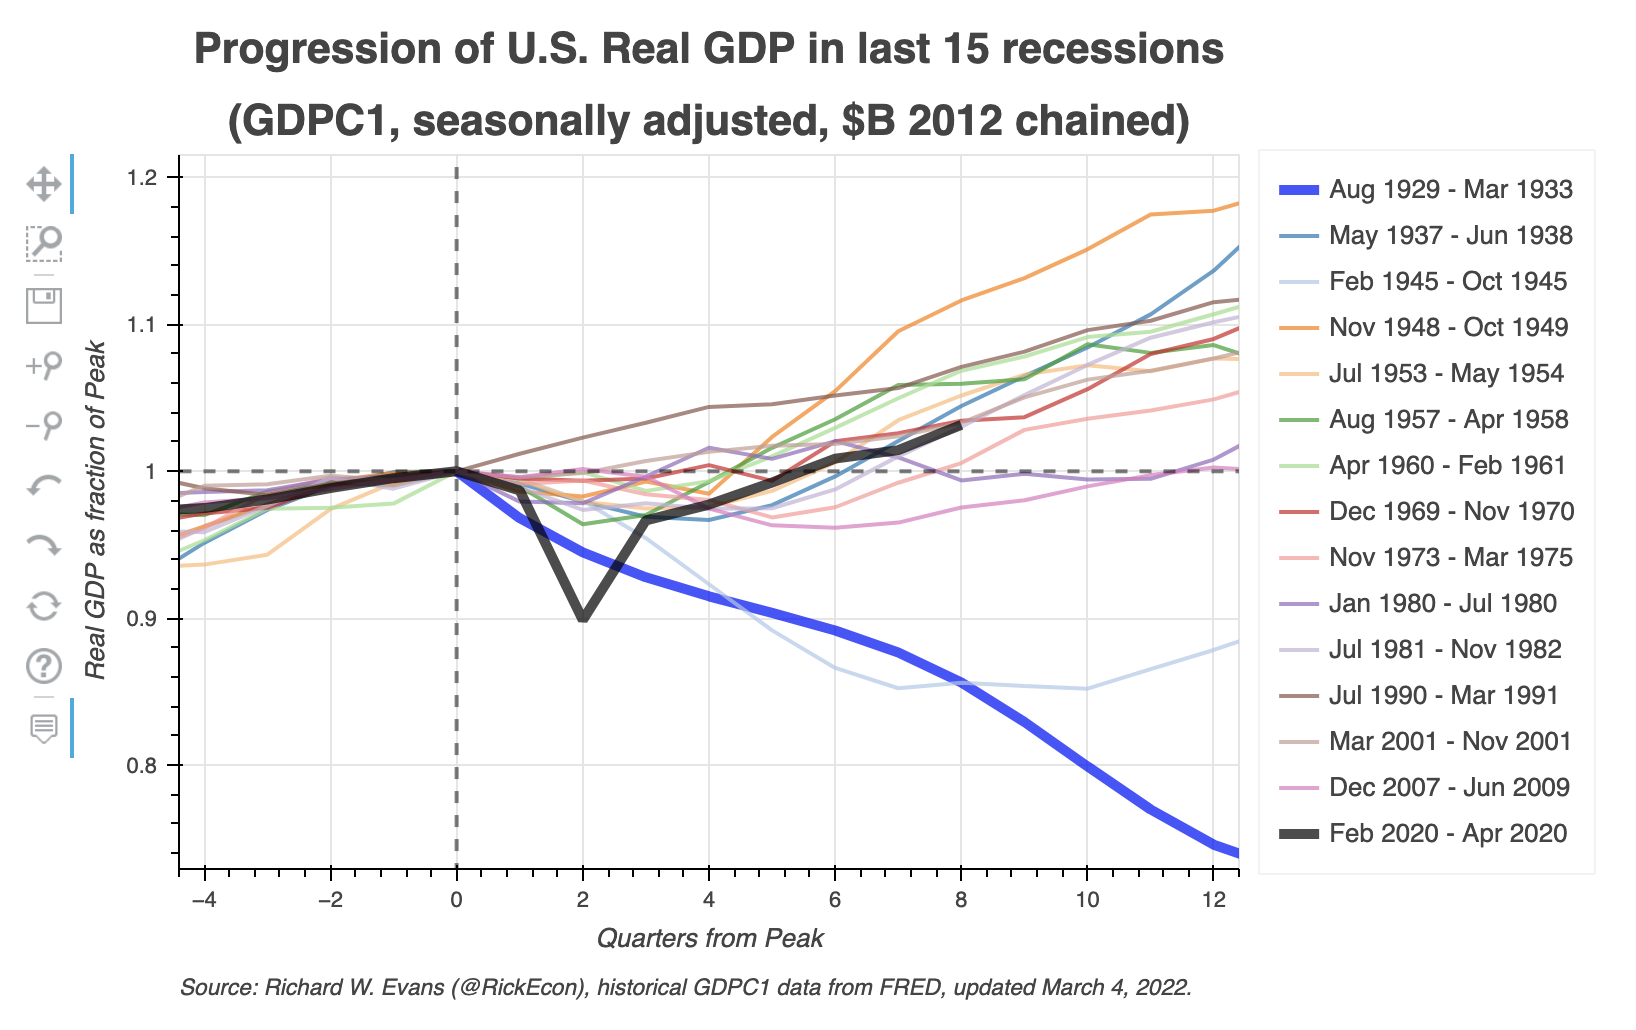 Progression of U.S. Real GDP in last 15 recessions
(GDPC1, seasonally adjusted, $B 2012 chained)
Real GDP as fraction of Peak
1.2
1.1
1
0.9
0.8
−4
−2
0
2
4
6
8
10
12
Quarters from Peak
Aug 1929 - Mar 1933
May 1937 - Jun 1938
Feb 1945 - Oct 1945
Nov 1948 - Oct 1949
Jul 1953 - May 1954
Aug 1957 - Apr 1958
Apr 1960 - Feb 1961
Dec 1969 - Nov 1970
Nov 1973 - Mar 1975
Jan 1980 - Jul 1980
Jul 1981 - Nov 1982
Jul 1990 - Mar 1991
Mar 2001 - Nov 2001
Dec 2007 - Jun 2009
Feb 2020 - Apr 2020
Source: Richard W. Evans (@RickEcon), historical GDPC1 data from FRED, updated March 4, 2022.